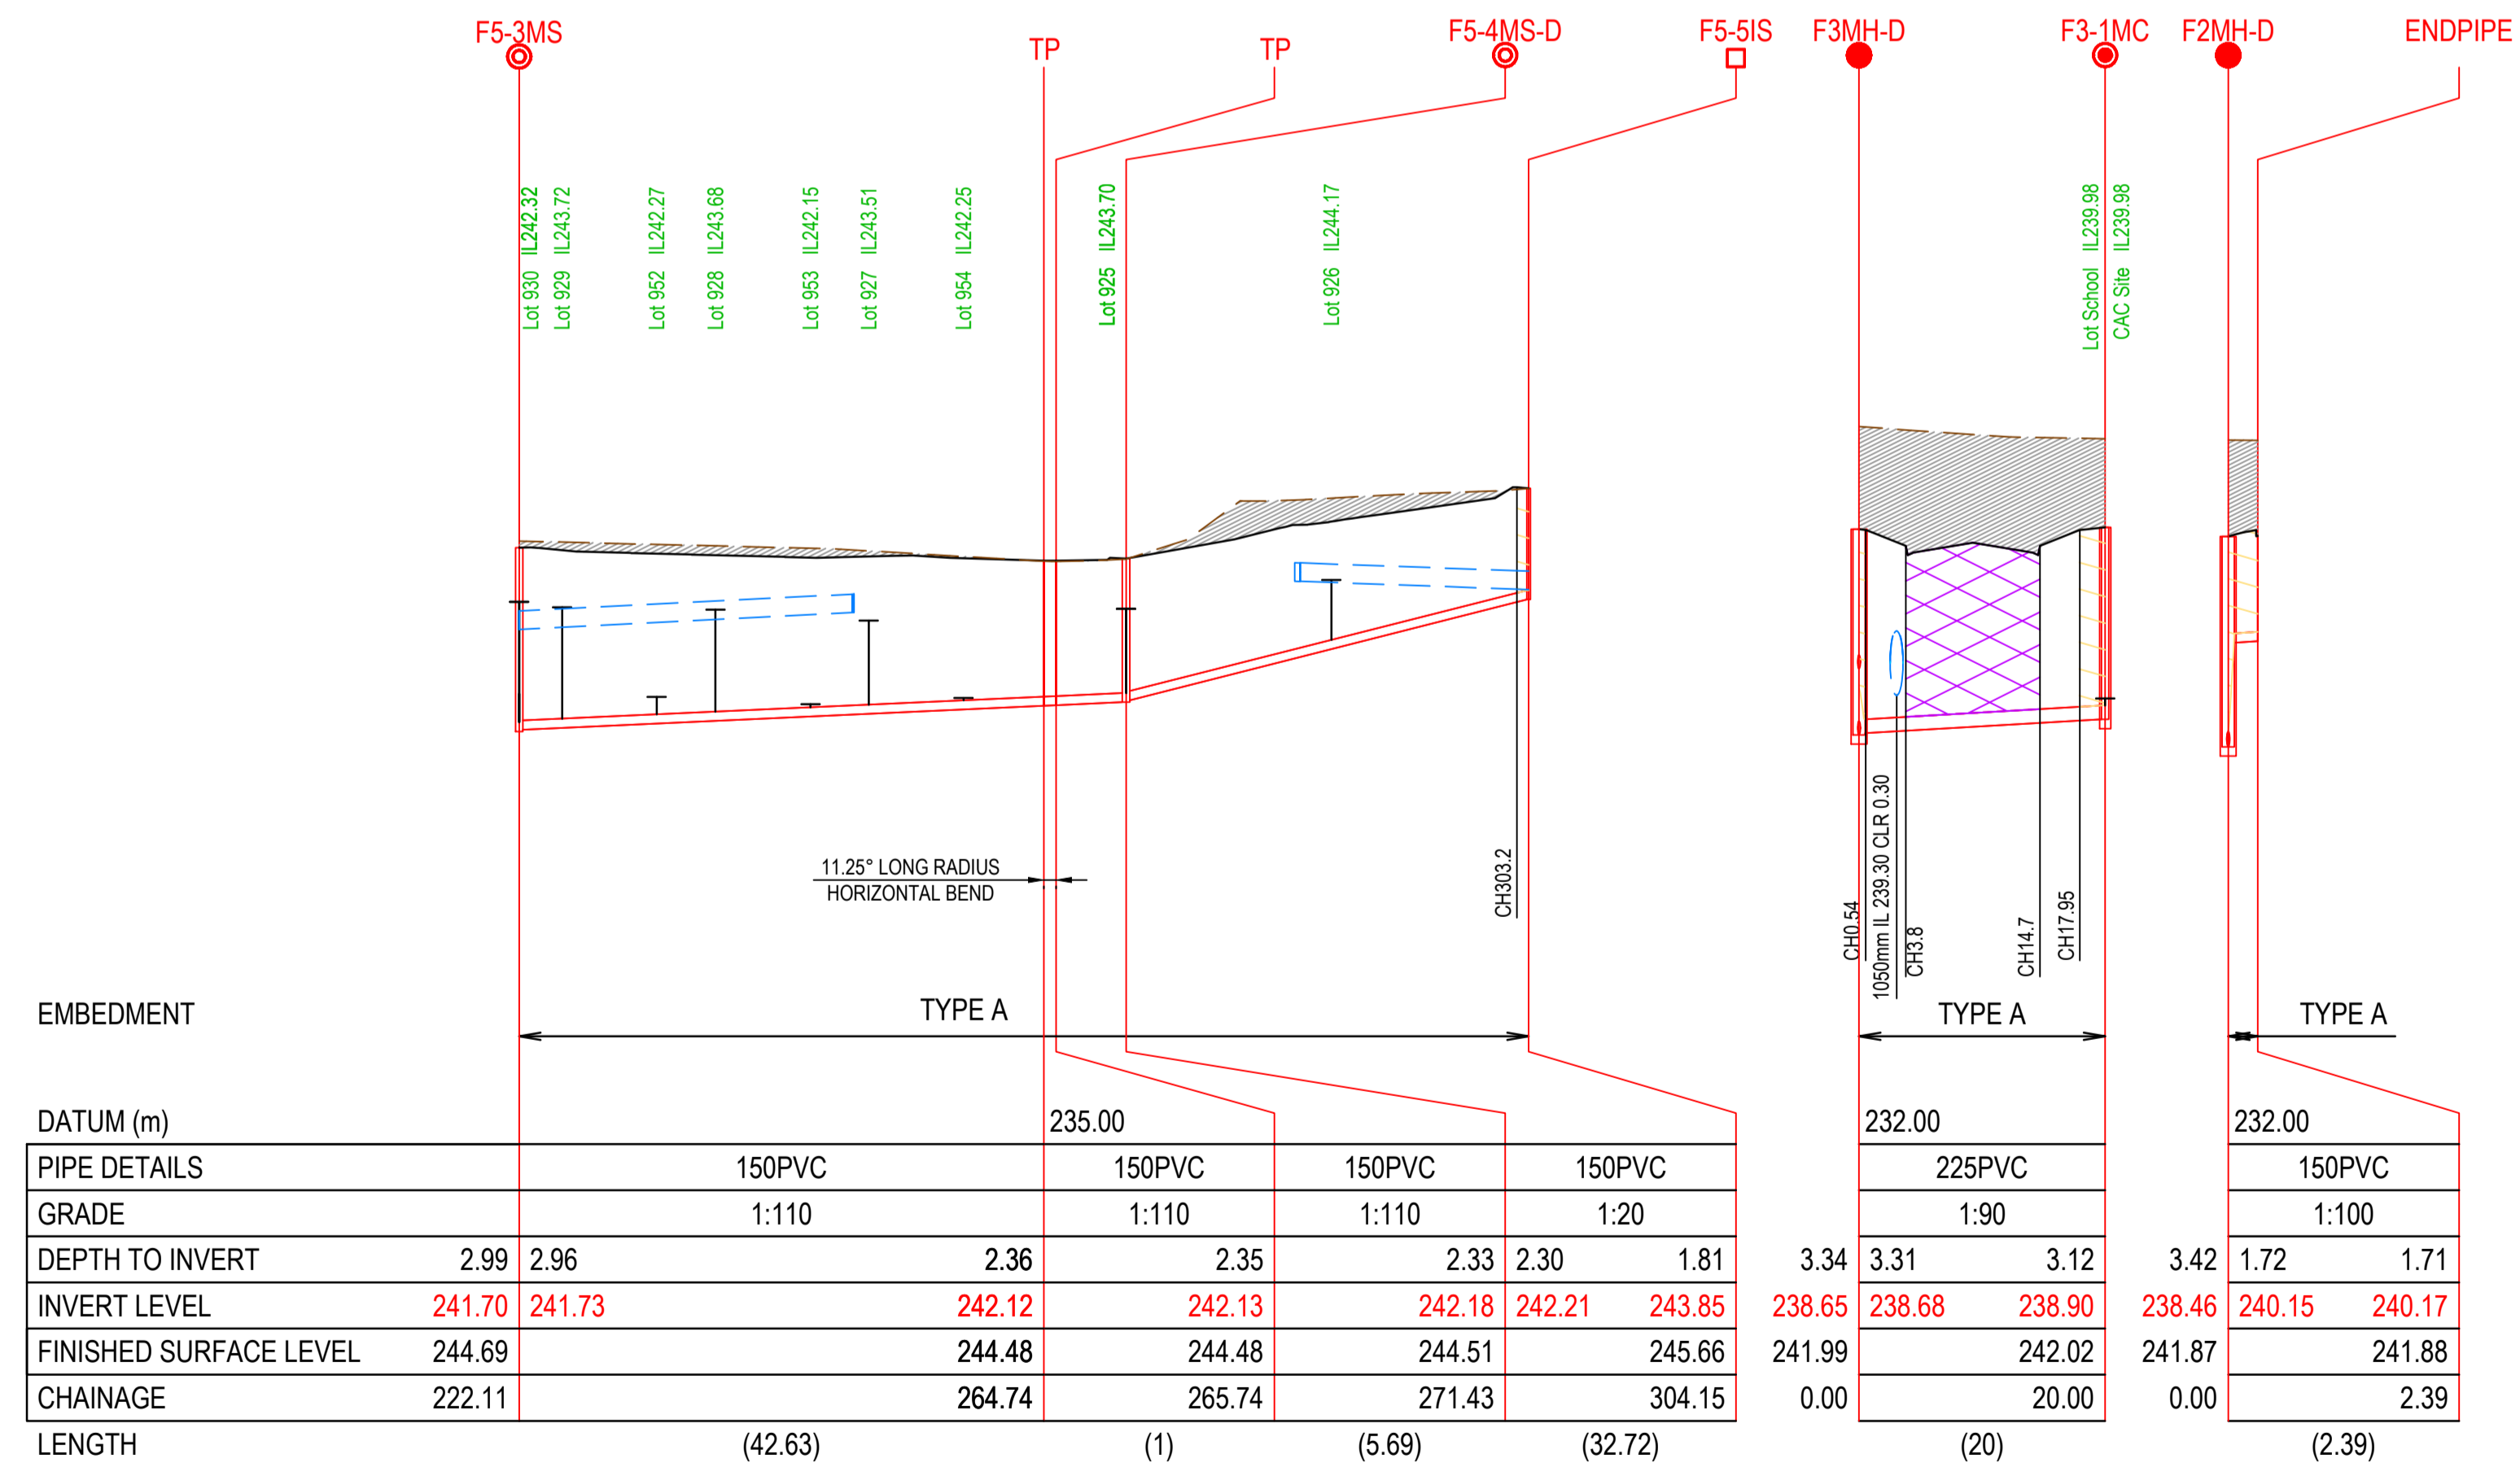 F5-3MS TP TP F5-4MS-D F5-5IS F3MH-D F3-1MC F2MH-D ENDPIPE
Lot 930 IL242.32
Lot 929 IL243.72
Lot 952 IL242.27
Lot 928 IL243.68
Lot 953 IL242.15
Lot 927 IL243.51
Lot 954 IL242.25
Lot 925 IL243.70
Lot 926 IL244.17
Lot School IL239.98
CAC Site IL239.98
11.25° LONG RADIUS
HORIZONTAL BEND
CH303.2
CH0.54
1050mm IL 239.30 CLR 0.30
CH3.8
CH14.7
CH17.95
EMBEDMENT TYPE A TYPE A TYPE A
DATUM (m) 235.00 232.00 232.00
PIPE DETAILS 150PVC 150PVC 150PVC 150PVC 225PVC 150PVC
GRADE 1:110 1:110 1:110 1:20 1:90 1:100
DEPTH TO INVERT 2.99 2.96 2.36 2.35 2.33 2.30 1.81 3.34 3.31 3.12 3.42 1.72 1.71
INVERT LEVEL 241.70 241.73 242.12 242.13 242.18 242.21 243.85 238.65 238.68 238.90 238.46 240.15 240.17
FINISHED SURFACE LEVEL 244.69 244.48 244.48 244.51 245.66 241.99 242.02 241.87 241.88
CHAINAGE 222.11 264.74 265.74 271.43 304.15 0.00 20.00 0.00 2.39
LENGTH (42.63) (1) (5.69) (32.72) (20) (2.39)